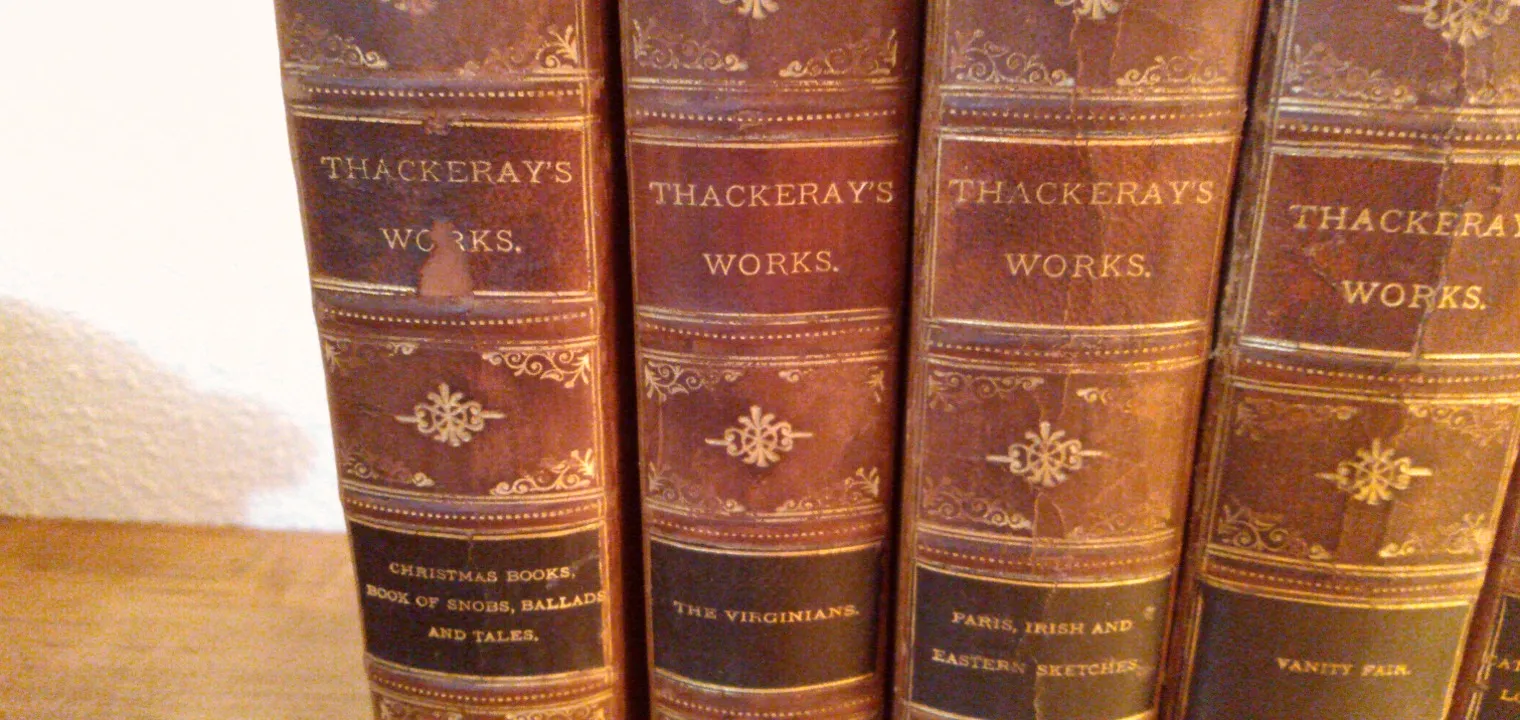 THACKERAY'S
WORKS.
CHRISTMAS BOOKS,
BOOK OF SNOBS, BALLADS
AND TALES.
THACKERAY'S
WORKS.
THE VIRGINIANS.
THACKERAY'S
WORKS.
PARIS, IRISH AND
EASTERN SKETCHES.
THACKERAY
WORKS.
VANITY FAIR.